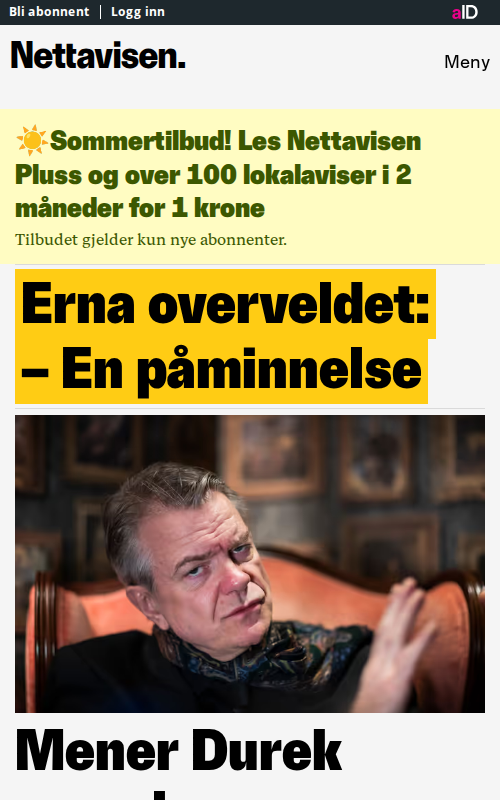 Bli abonnent | Logg inn
aID
Nettavisen.
Meny
☀️Sommertilbud! Les Nettavisen
Pluss og over 100 lokalaviser i 2
måneder for 1 krone
Tilbudet gjelder kun nye abonnenter.
Erna overveldet:
– En påminnelse
Mener Durek